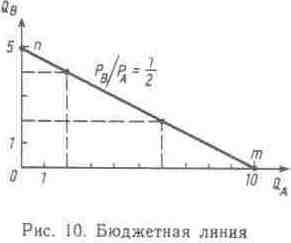 Q_B
5 n
P_B/P_A = 1/2
1
m
0 1 10 Q_A
Рис. 10. Бюджетная линия